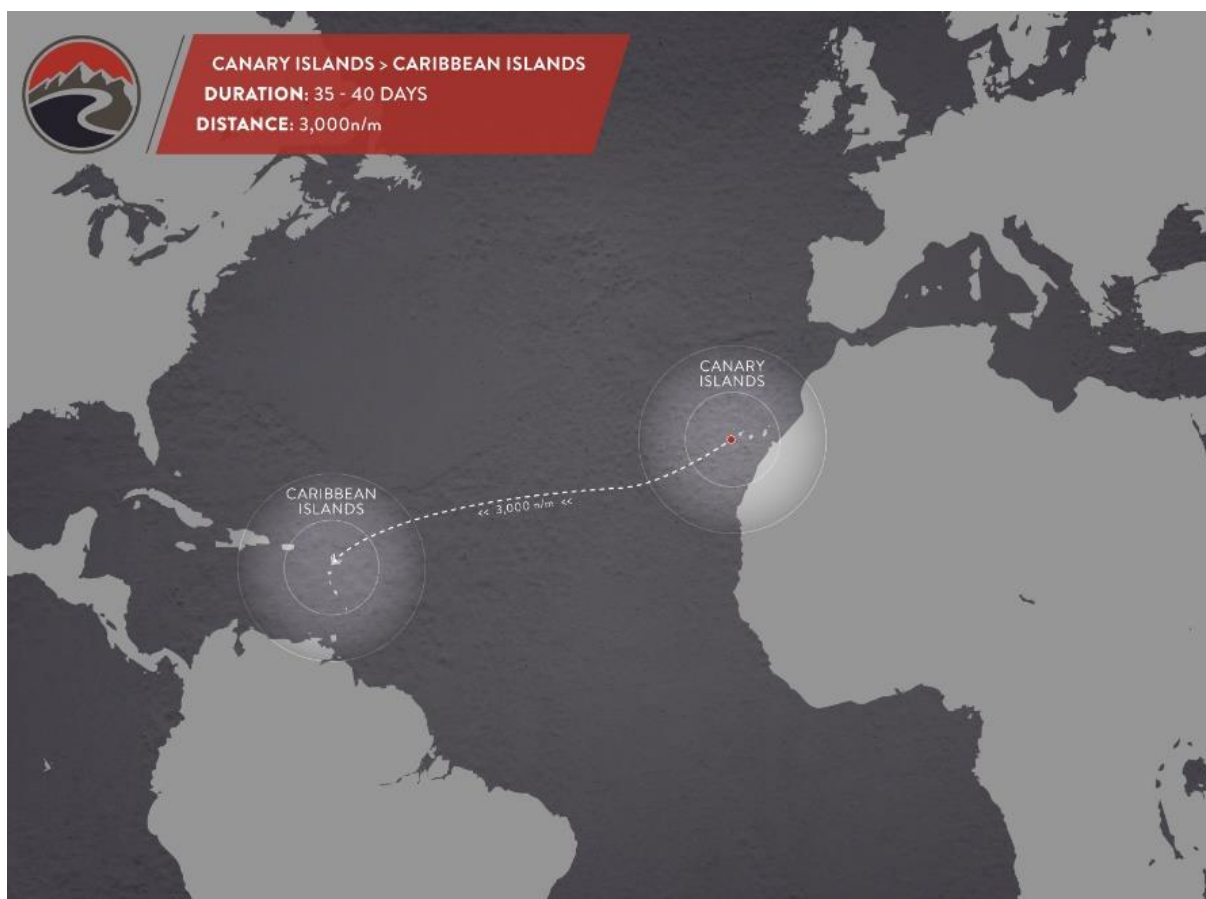 CANARY ISLANDS > CARIBBEAN ISLANDS
DURATION: 35 - 40 DAYS
DISTANCE: 3,000n/m
CANARY
ISLANDS
CARIBBEAN
ISLANDS
<< 3,000 n/m <<